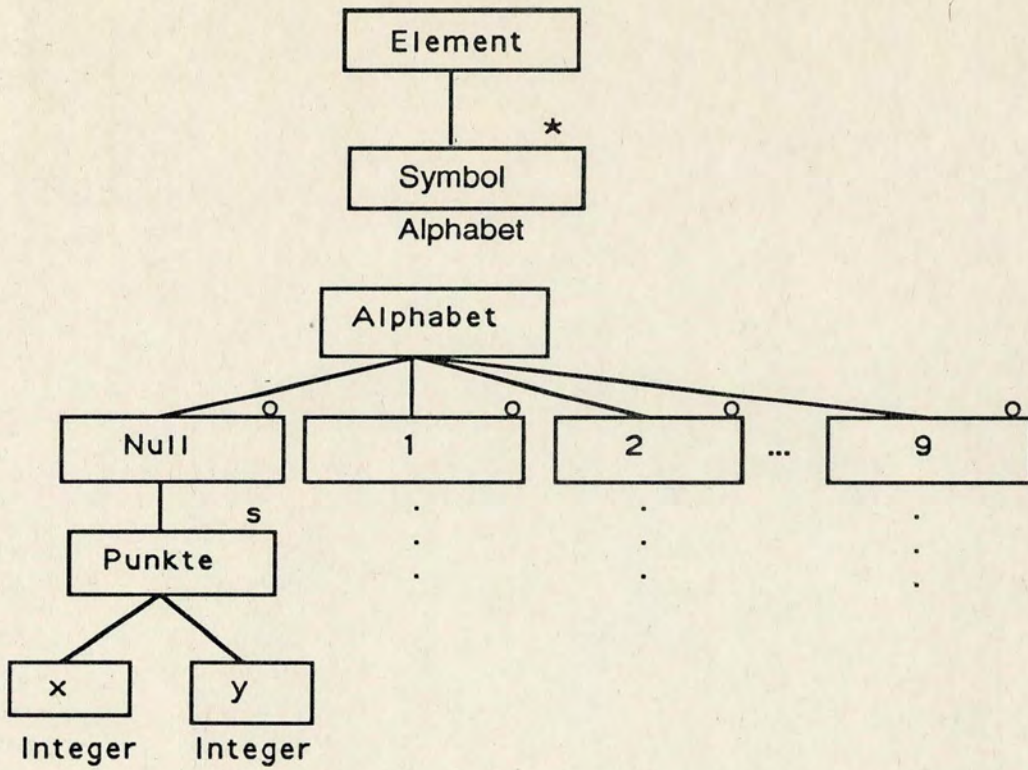 Element
*
Symbol
Alphabet
Alphabet
o o o o
Null 1 2 ... 9
s
Punkte
x y
Integer Integer